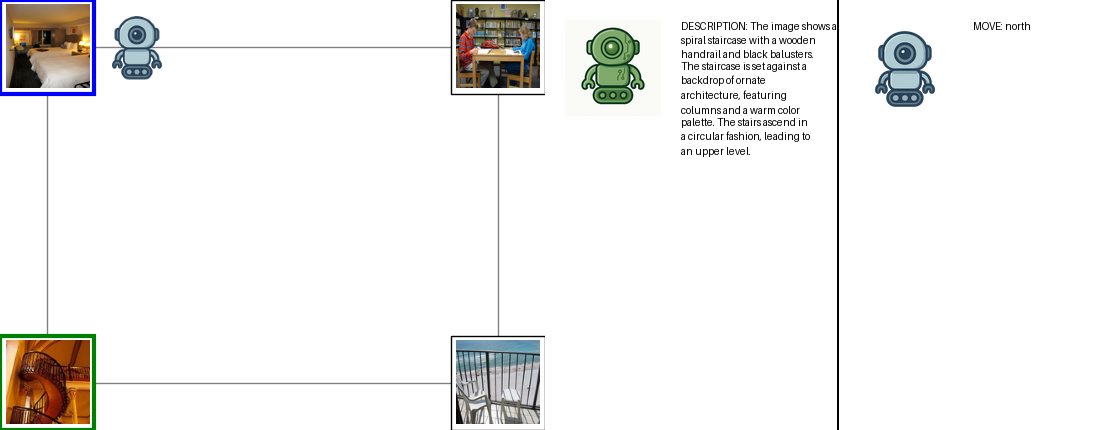 DESCRIPTION: The image shows a
spiral staircase with a wooden
handrail and black balusters.
The staircase is set against a
backdrop of ornate
architecture, featuring
columns and a warm color
palette. The stairs ascend in
a circular fashion, leading to
an upper level.
MOVE: north